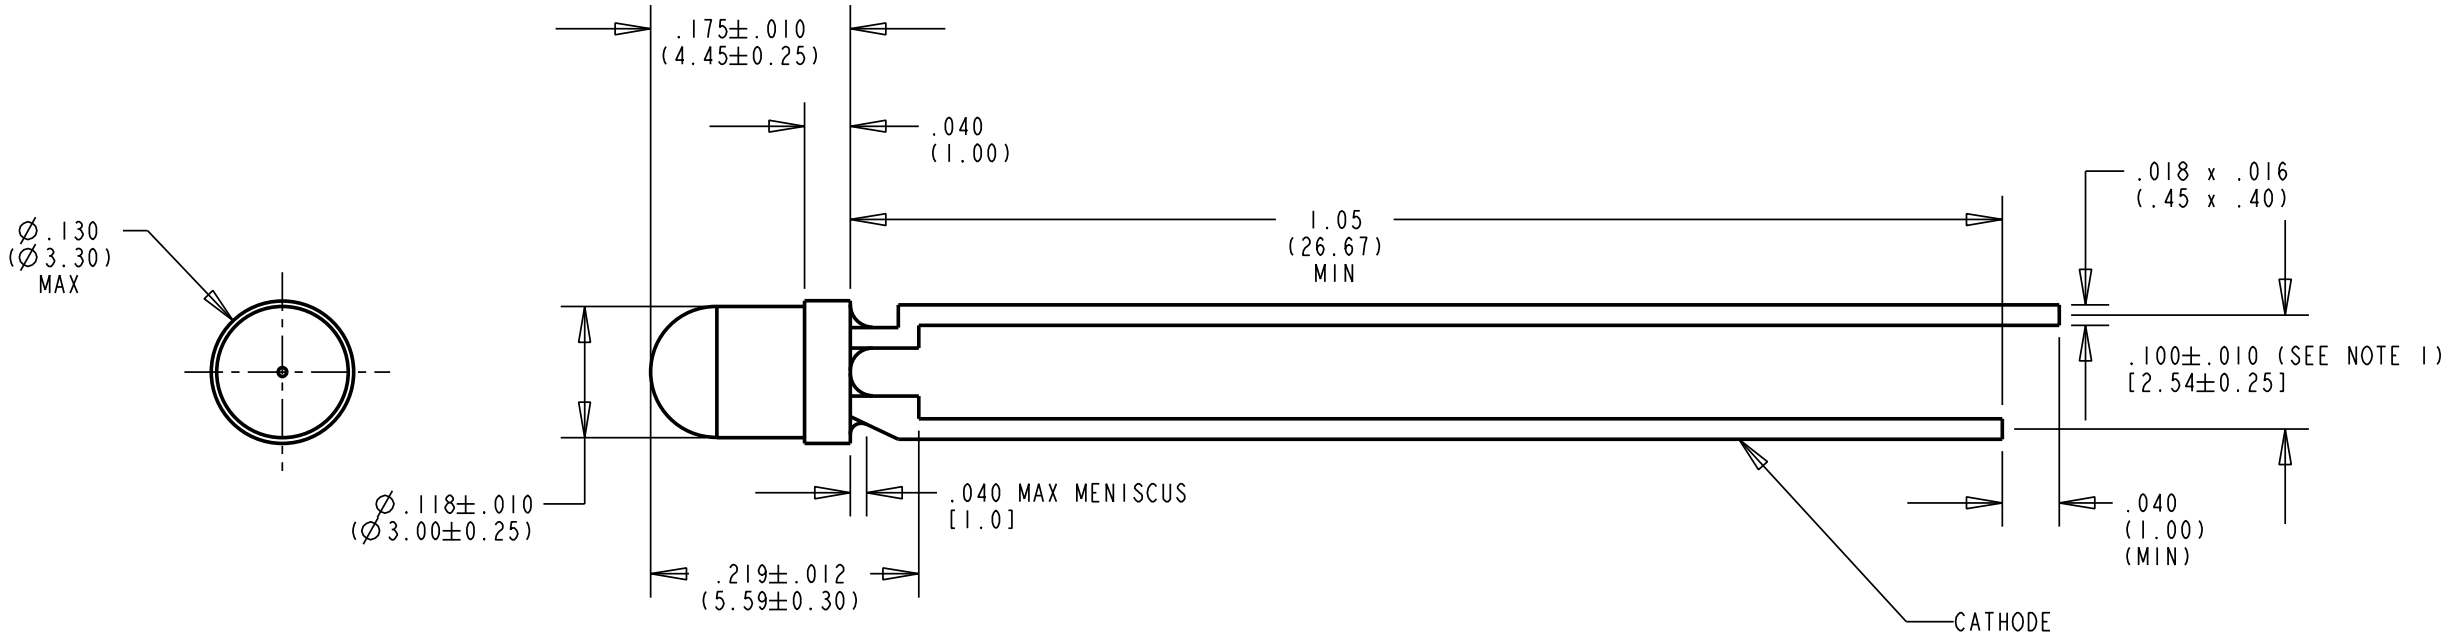 .175±.010
(4.45±0.25)
.040
(1.00)
1.05
(26.67)
MIN
.018 x .016
(.45 x .40)
Ø.130
(Ø3.30)
MAX
.100±.010 (SEE NOTE 1)
[2.54±0.25]
Ø.118±.010
(Ø3.00±0.25)
.040 MAX MENISCUS
[1.0]
.040
(1.00)
(MIN)
.219±.012
(5.59±0.30)
CATHODE